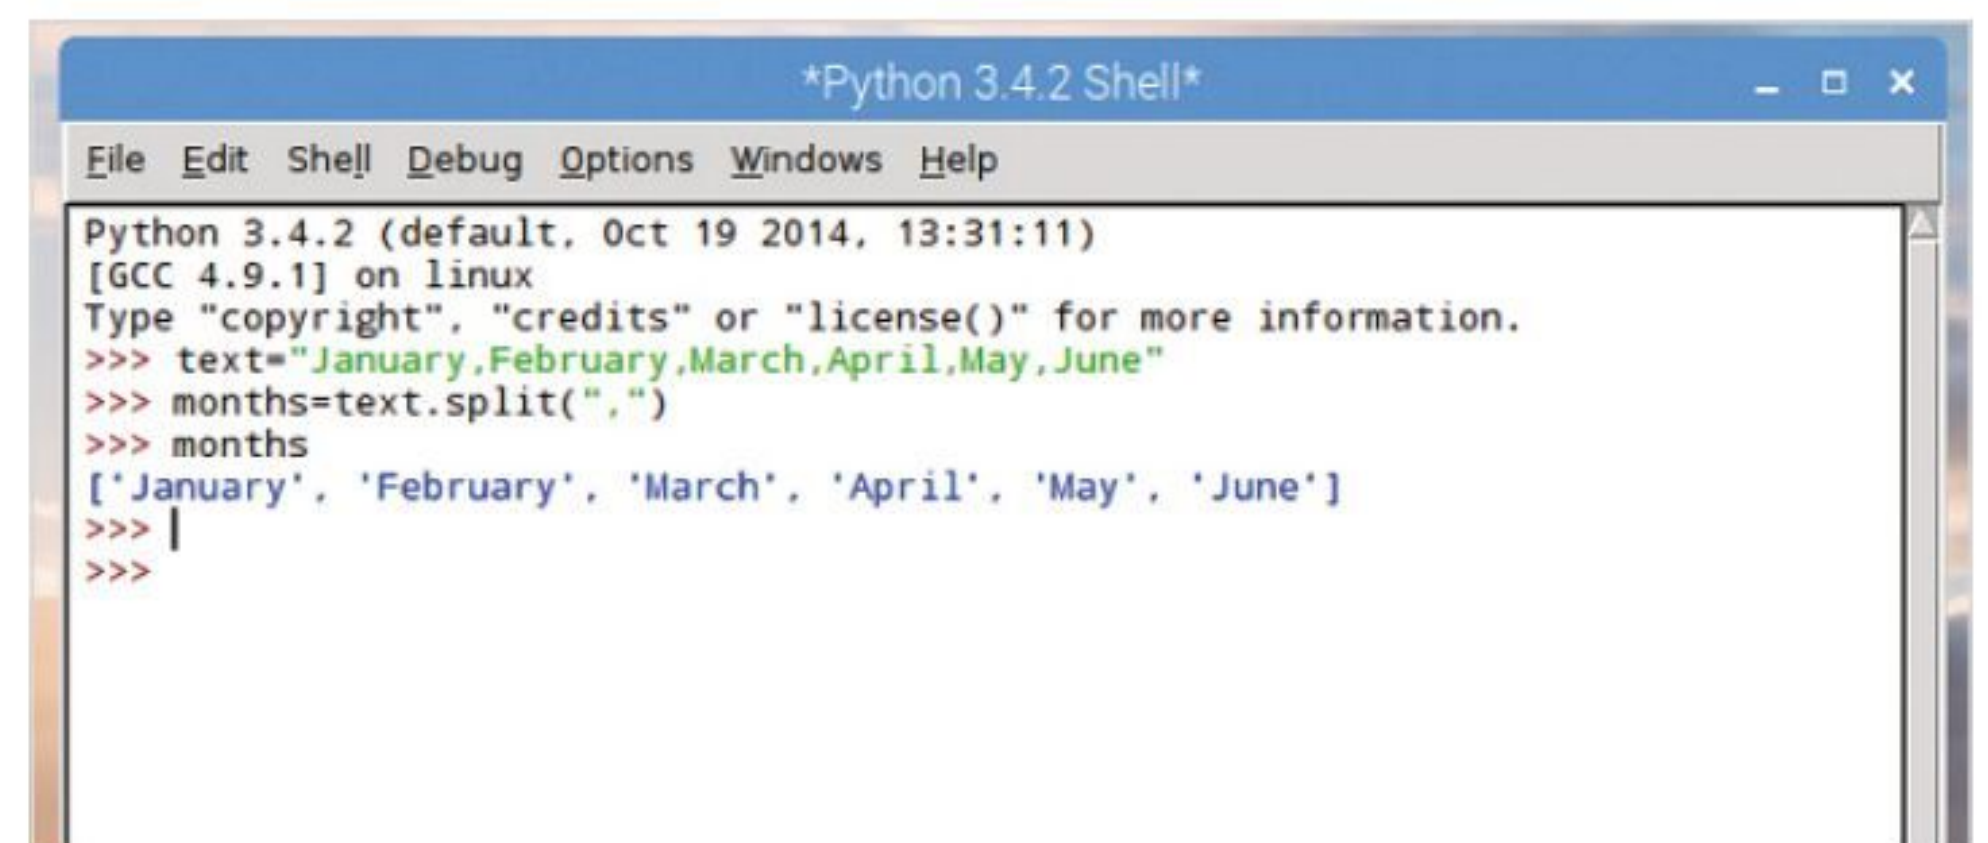 *Python 3.4.2 Shell*
File Edit Shell Debug Options Windows Help
Python 3.4.2 (default, Oct 19 2014, 13:31:11)
[GCC 4.9.1] on linux
Type "copyright", "credits" or "license()" for more information.
>>> text="January,February,March,April,May,June"
>>> months=text.split(",")
>>> months
['January', 'February', 'March', 'April', 'May', 'June']
>>>
>>>